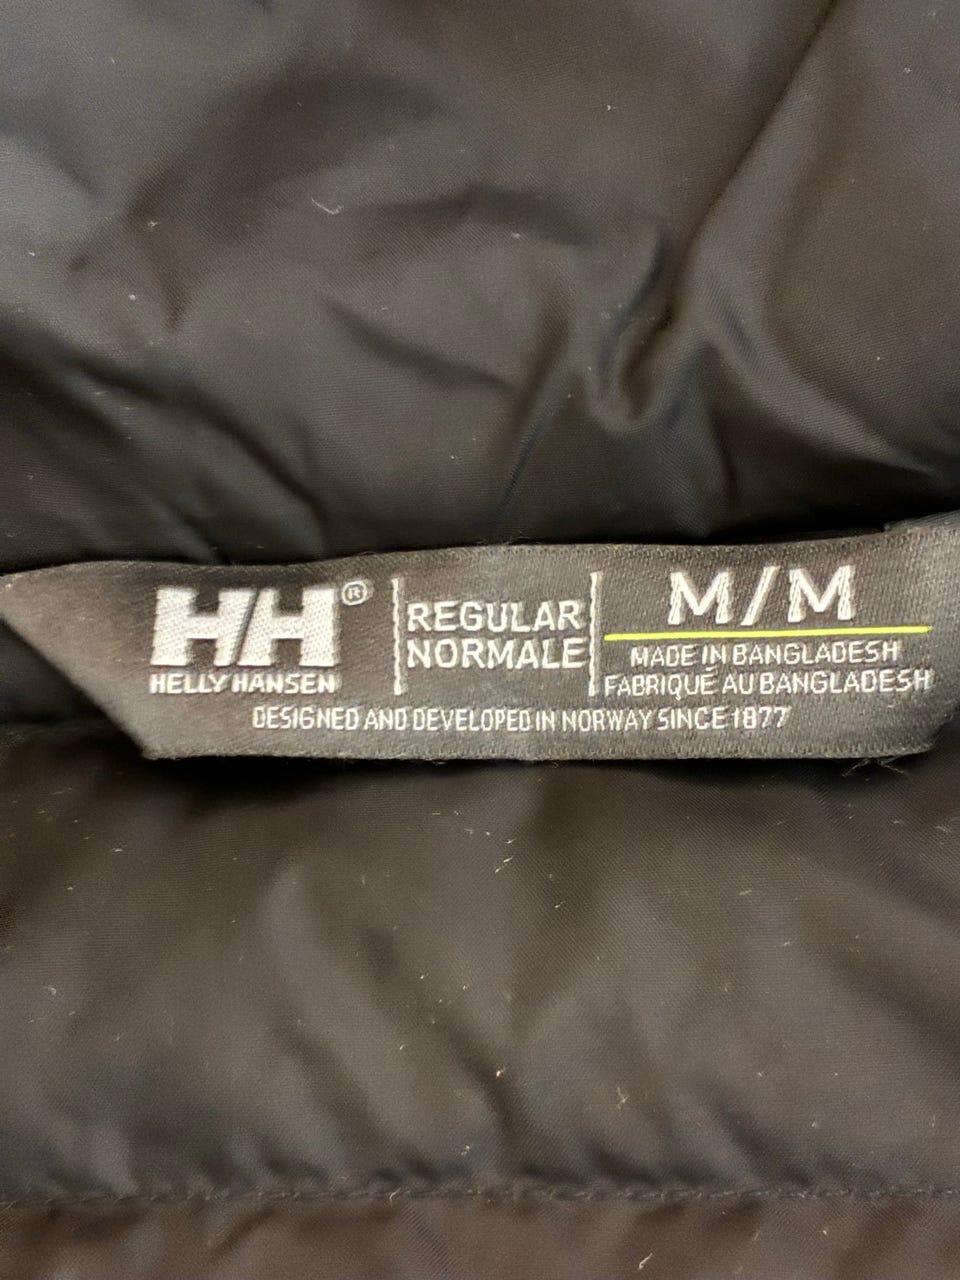 HH®
HELLY HANSEN
REGULAR
NORMALE
M/M
MADE IN BANGLADESH
FABRIQUÉ AU BANGLADESH
DESIGNED AND DEVELOPED IN NORWAY SINCE 1877